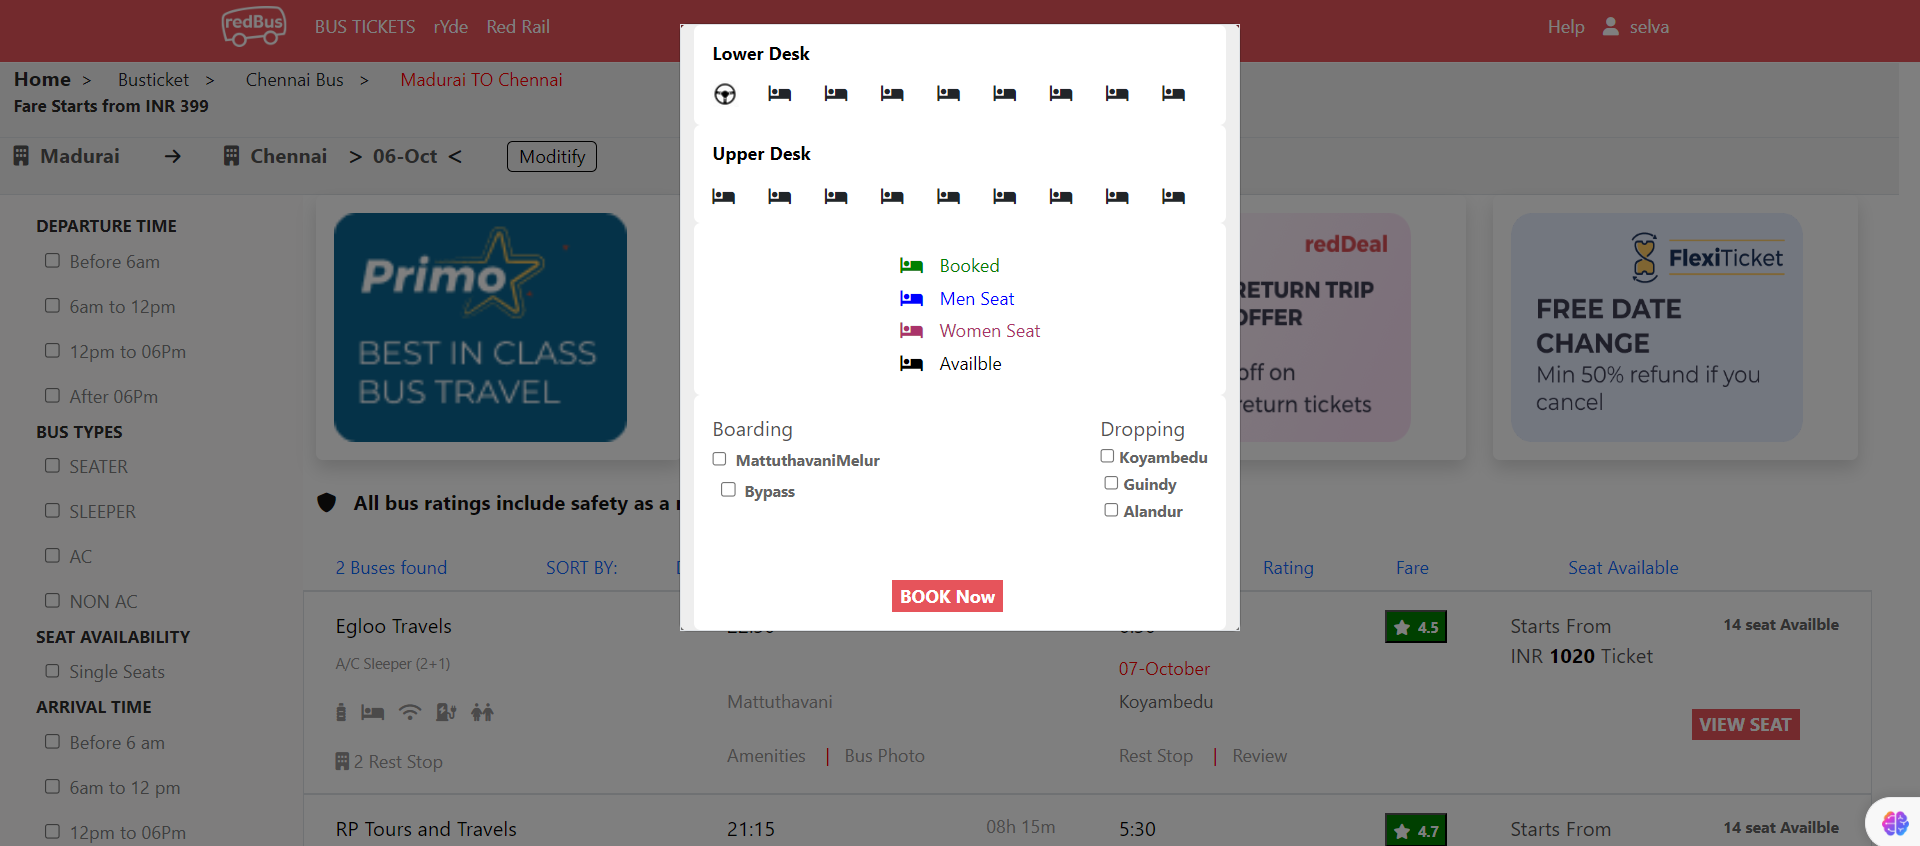 redBus BUS TICKETS rYde Red Rail Help selva
Home > Busticket > Chennai Bus > Madurai TO Chennai
Fare Starts from INR 399
Madurai → Chennai > 06-Oct < Moditify
DEPARTURE TIME
Before 6am
6am to 12pm
12pm to 06Pm
After 06Pm
BUS TYPES
SEATER
SLEEPER
AC
NON AC
SEAT AVAILABILITY
Single Seats
ARRIVAL TIME
Before 6 am
6am to 12 pm
12pm to 06Pm
Primo
BEST IN CLASS
BUS TRAVEL
Lower Desk
Upper Desk
Booked
Men Seat
Women Seat
Availble
Boarding
MattuthavaniMelur
Bypass
Dropping
Koyambedu
Guindy
Alandur
BOOK Now
redDeal
RETURN TRIP
OFFER
off on
return tickets
FlexiTicket
FREE DATE
CHANGE
Min 50% refund if you
cancel
All bus ratings include safety as a
2 Buses found SORT BY: Rating Fare Seat Available
Egloo Travels 4.5 Starts From 14 seat Availble
A/C Sleeper (2+1) INR 1020 Ticket
07-October
Mattuthavani Koyambedu
VIEW SEAT
2 Rest Stop Amenities | Bus Photo Rest Stop | Review
RP Tours and Travels 21:15 08h 15m 5:30 4.7 Starts From 14 seat Availble